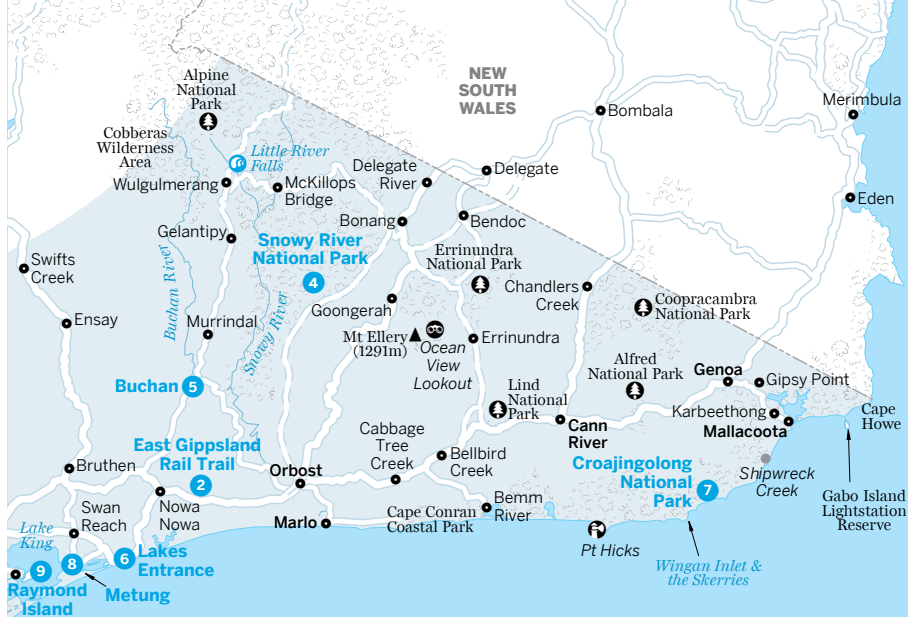 Alpine
National
Park
NEW
SOUTH
WALES
Bombala
Merimbula
Cobberas
Wilderness
Area
Little River
Falls
Delegate
River
Delegate
Wulgulmerang
McKillops
Bridge
Eden
Bonang
Bendoc
Gelantipy
Snowy River
National Park
4
Errinundra
National Park
Swifts
Creek
Buchan River
Snowy River
Chandlers
Creek
Coopracambra
National Park
Goongerah
Ensay
Murrindal
Mt Ellery
(1291m)
Ocean
View
Lookout
Errinundra
Alfred
National Park
Genoa
Gipsy Point
Buchan
5
Lind
National
Park
Karbeethong
Mallacoota
Cape
Howe
Cann
River
Cabbage
Tree
Creek
East Gippsland
Rail Trail
2
Bruthen
Orbost
Bellbird
Creek
Croajingolong
National
Park
7
Shipwreck
Creek
Gabo Island
Lightstation
Reserve
Swan
Reach
Nowa
Nowa
Marlo
Cape Conran
Coastal Park
Bemm
River
Lake
King
Pt Hicks
Wingan Inlet &
the Skerries
6
Lakes
Entrance
9
8
Raymond
Island
Metung